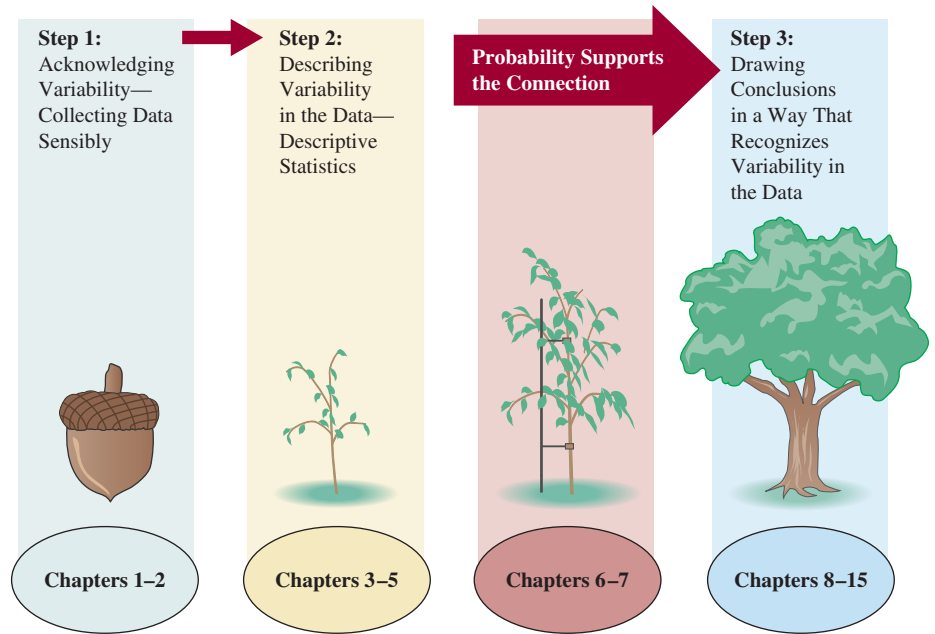 Step 1:
Acknowledging
Variability—
Collecting Data
Sensibly
Step 2:
Describing
Variability
in the Data—
Descriptive
Statistics
Probability Supports
the Connection
Step 3:
Drawing
Conclusions
in a Way That
Recognizes
Variability in
the Data
Chapters 1–2
Chapters 3–5
Chapters 6–7
Chapters 8–15